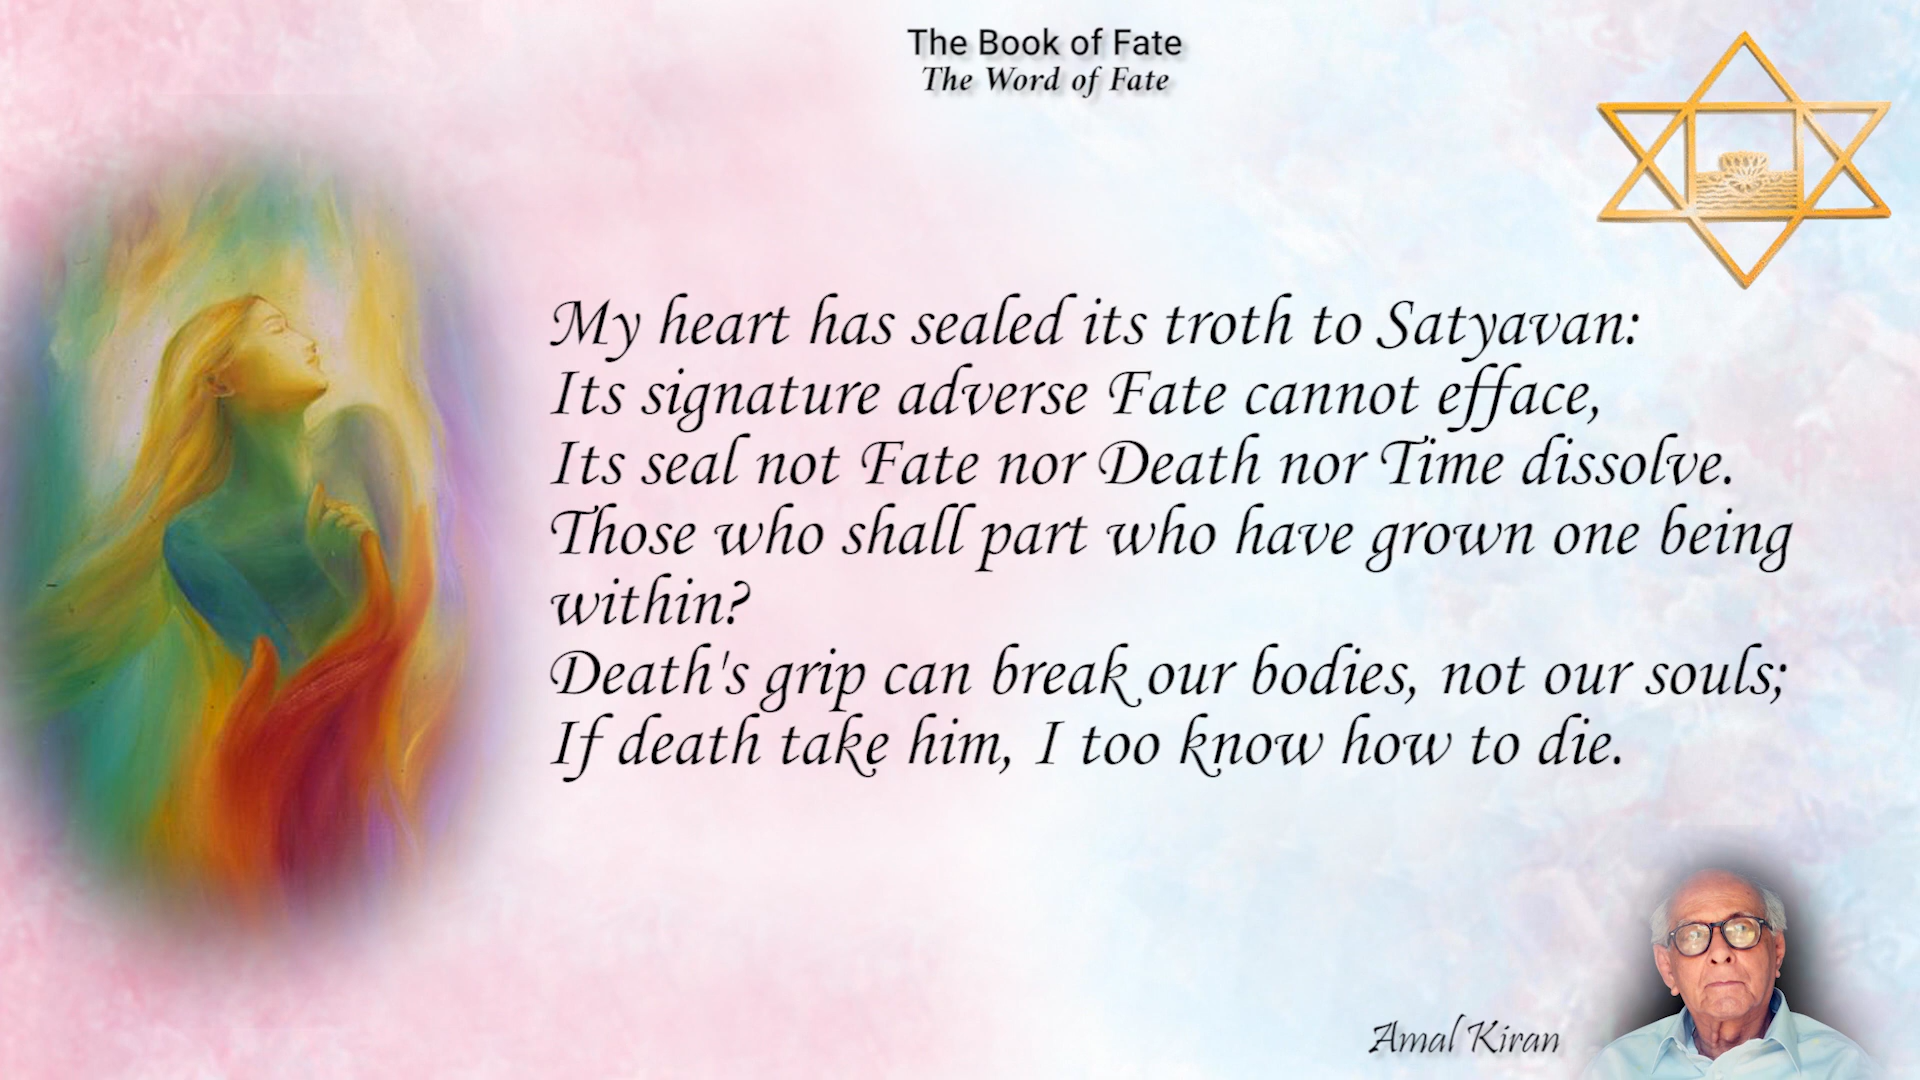 The Book of Fate
The Word of Fate
My heart has sealed its troth to Satyavan:
Its signature adverse Fate cannot efface,
Its seal not Fate nor Death nor Time dissolve.
Those who shall part who have grown one being
within?
Death's grip can break our bodies, not our souls;
If death take him, I too know how to die.
Amal Kiran